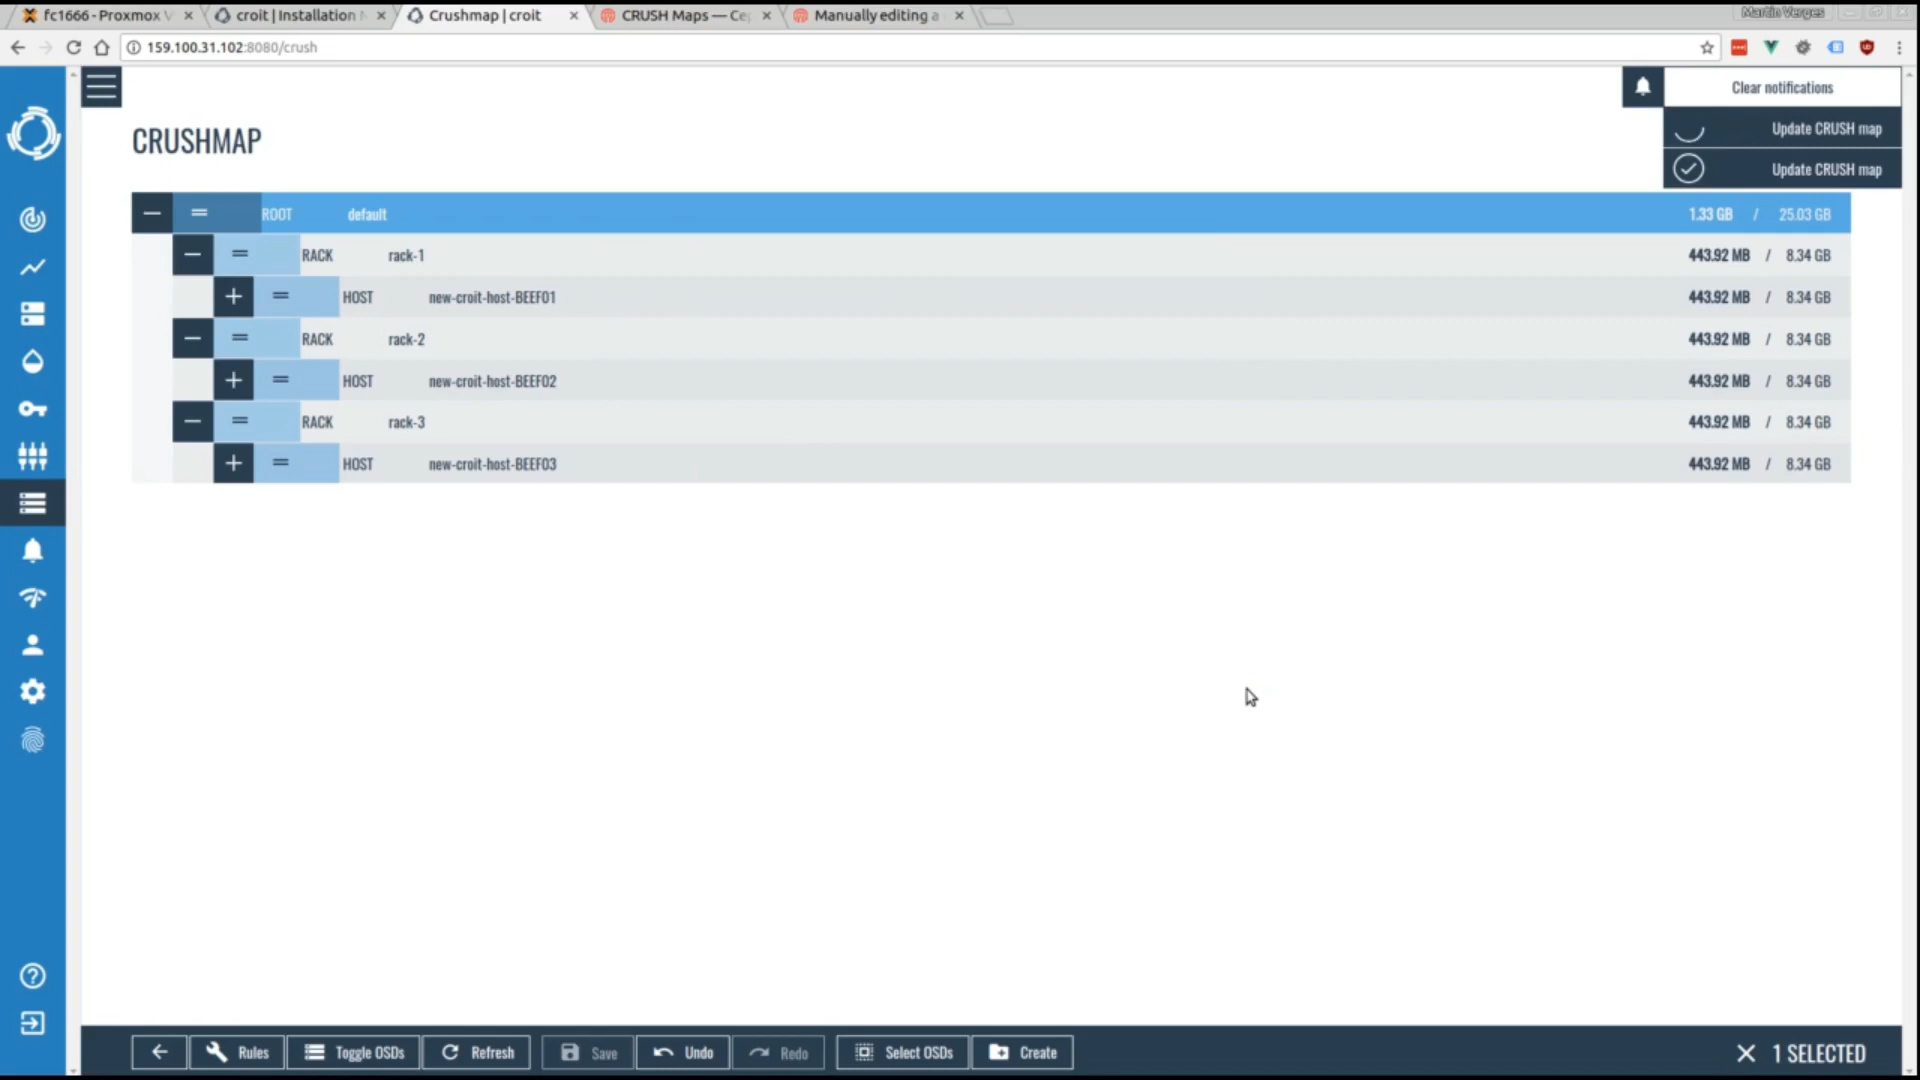 fc1666 - Proxmox V
croit | Installation
Crushmap | croit
CRUSH Maps — Ce
Manually editing a
Martin Verges
159.100.31.102:8080/crush
Clear notifications
Update CRUSH map
Update CRUSH map
CRUSHMAP
ROOT default 1.33 GB / 25.03 GB
RACK rack-1 443.92 MB / 8.34 GB
HOST new-croit-host-BEEF01 443.92 MB / 8.34 GB
RACK rack-2 443.92 MB / 8.34 GB
HOST new-croit-host-BEEF02 443.92 MB / 8.34 GB
RACK rack-3 443.92 MB / 8.34 GB
HOST new-croit-host-BEEF03 443.92 MB / 8.34 GB
Rules Toggle OSDs Refresh Save Undo Redo Select OSDs Create 1 SELECTED